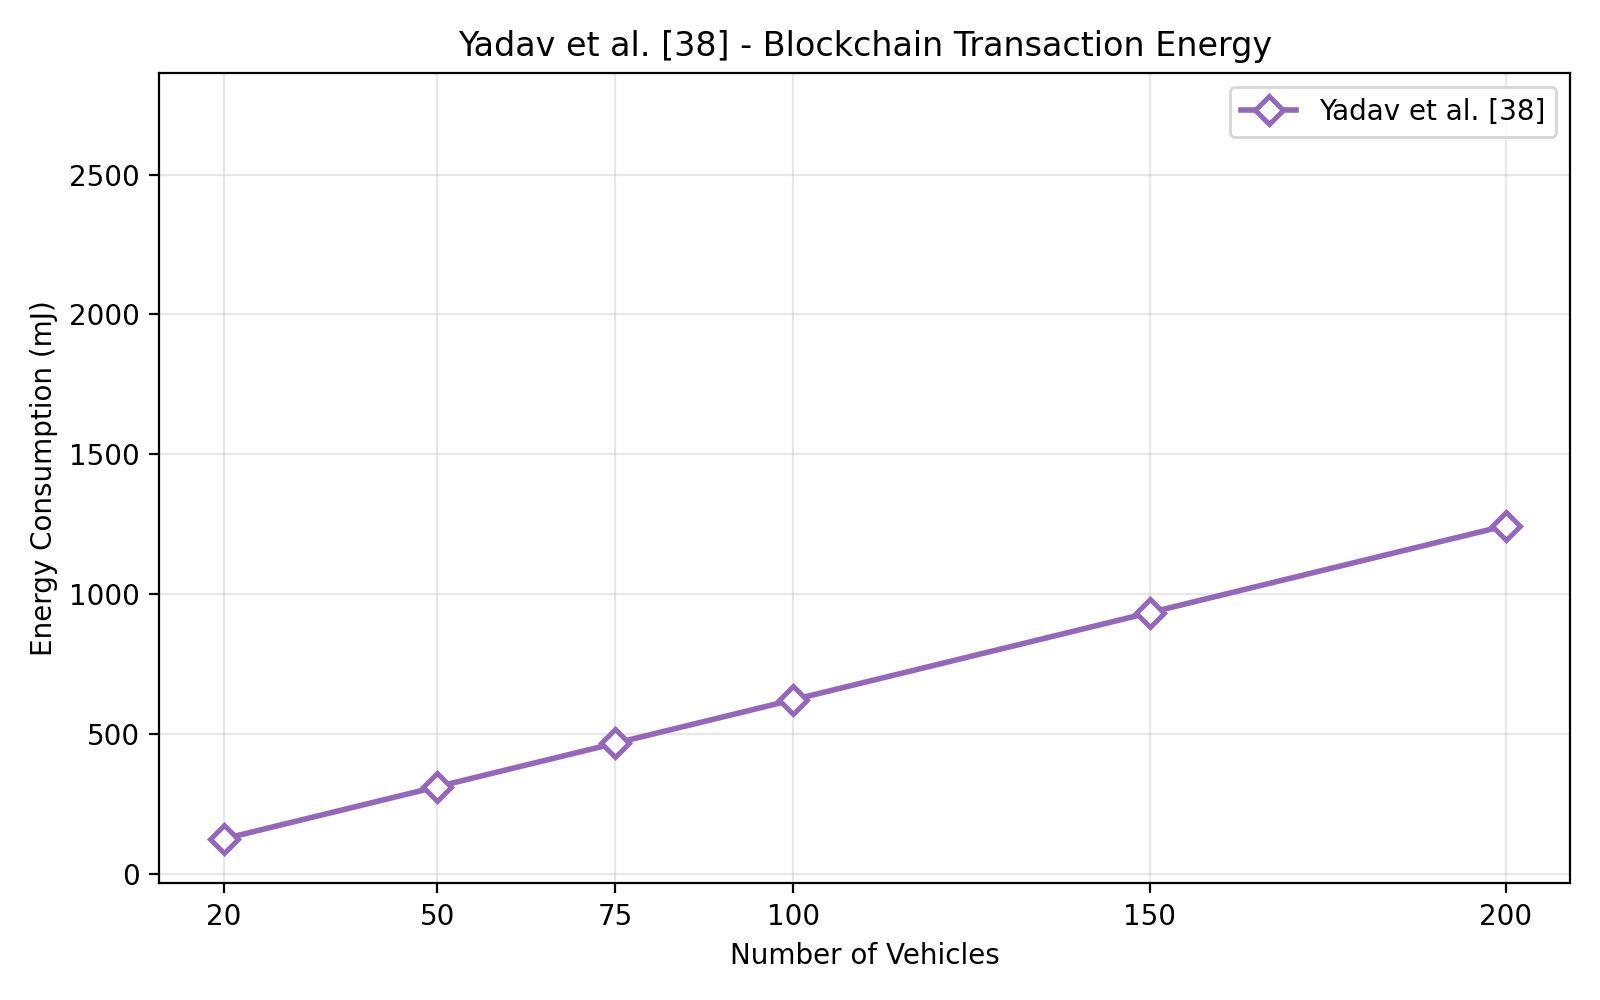 Yadav et al. [38] - Blockchain Transaction Energy
Yadav et al. [38]
2500
2000
1500
1000
500
0
Energy Consumption (mJ)
20 50 75 100 150 200
Number of Vehicles